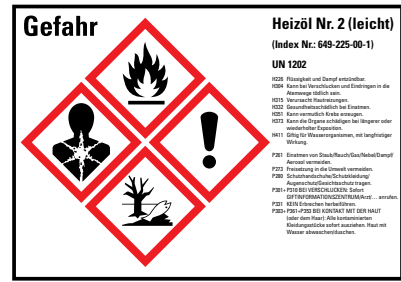 Gefahr
Heizöl Nr. 2 (leicht)
(Index Nr.: 649-225-00-1)
UN 1202
H226 Flüssigkeit und Dampf entzündbar.
H304 Kann bei Verschlucken und Eindringen in die
Atemwege tödlich sein.
H315 Verursacht Hautreizungen.
H332 Gesundheitsschädlich bei Einatmen.
H351 Kann vermutlich Krebs erzeugen.
H373 Kann die Organe schädigen bei längerer oder
wiederholter Exposition.
H411 Giftig für Wasserorganismen, mit langfristiger
Wirkung.
P261 Einatmen von Staub/Rauch/Gas/Nebel/Dampf/
Aerosol vermeiden.
P273 Freisetzung in die Umwelt vermeiden.
P280 Schutzhandschuhe/Schutzkleidung/
Augenschutz/Gesichtsschutz tragen.
P301+P310 BEI VERSCHLUCKEN: Sofort
GIFTINFORMATIONSZENTRUM/Arzt/... anrufen.
P331 KEIN Erbrechen herbeiführen.
P303+P361+P353 BEI KONTAKT MIT DER HAUT
(oder dem Haar): Alle kontaminierten
Kleidungsstücke sofort ausziehen. Haut mit
Wasser abwaschen/duschen.